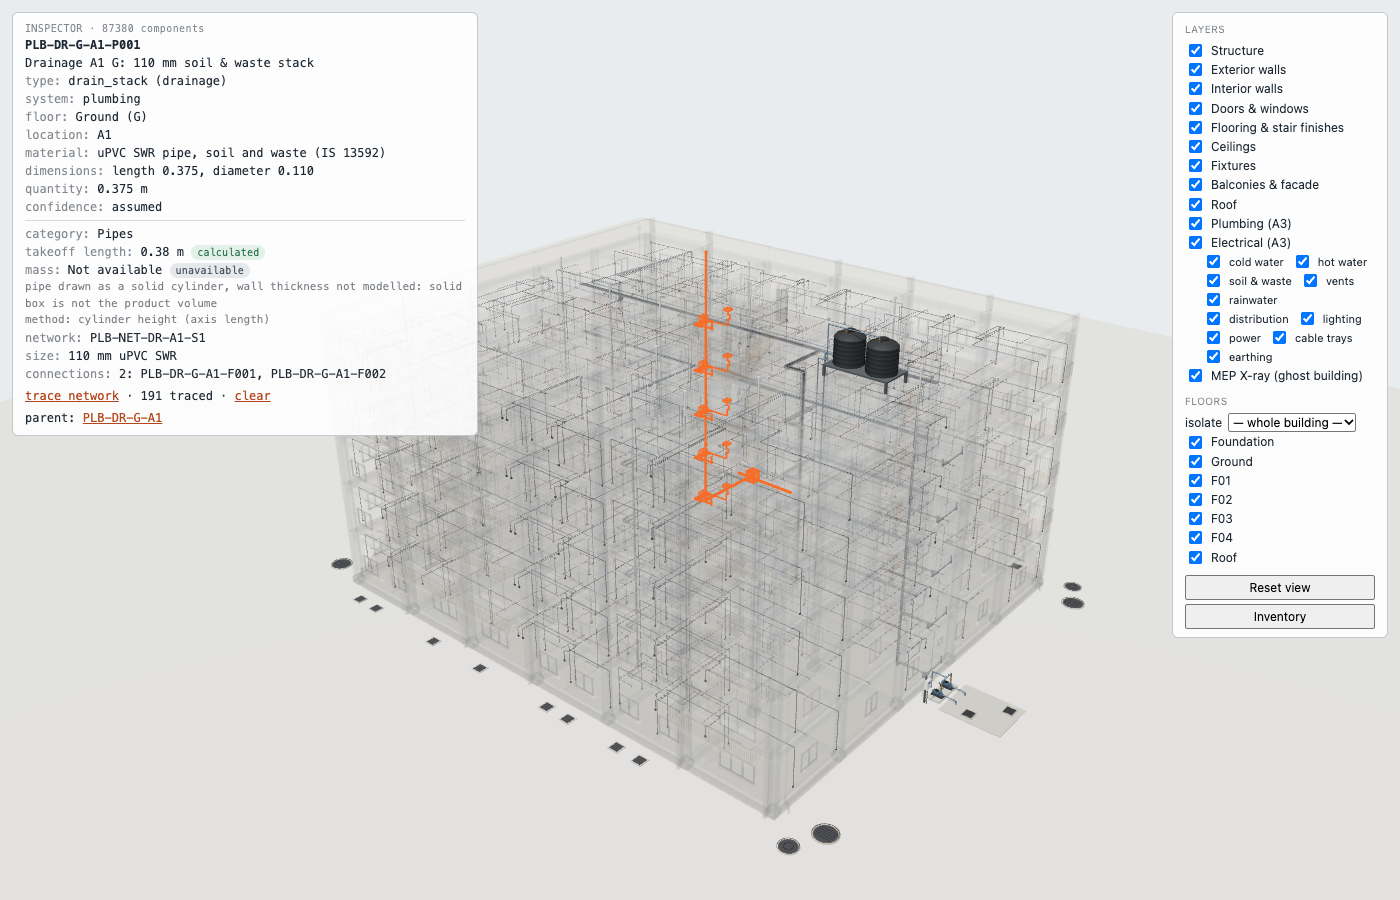 INSPECTOR · 87380 components
PLB-DR-G-A1-P001
Drainage A1 G: 110 mm soil & waste stack
type: drain_stack (drainage)
system: plumbing
floor: Ground (G)
location: A1
material: uPVC SWR pipe, soil and waste (IS 13592)
dimensions: length 0.375, diameter 0.110
quantity: 0.375 m
confidence: assumed
category: Pipes
takeoff length: 0.38 m calculated
mass: Not available unavailable
pipe drawn as a solid cylinder, wall thickness not modelled: solid
box is not the product volume
method: cylinder height (axis length)
network: PLB-NET-DR-A1-S1
size: 110 mm uPVC SWR
connections: 2: PLB-DR-G-A1-F001, PLB-DR-G-A1-F002
trace network · 191 traced · clear
parent: PLB-DR-G-A1
LAYERS
Structure
Exterior walls
Interior walls
Doors & windows
Flooring & stair finishes
Ceilings
Fixtures
Balconies & facade
Roof
Plumbing (A3)
Electrical (A3)
cold water hot water
soil & waste vents
rainwater
distribution lighting
power cable trays
earthing
MEP X-ray (ghost building)
FLOORS
isolate — whole building —
Foundation
Ground
F01
F02
F03
F04
Roof
Reset view
Inventory